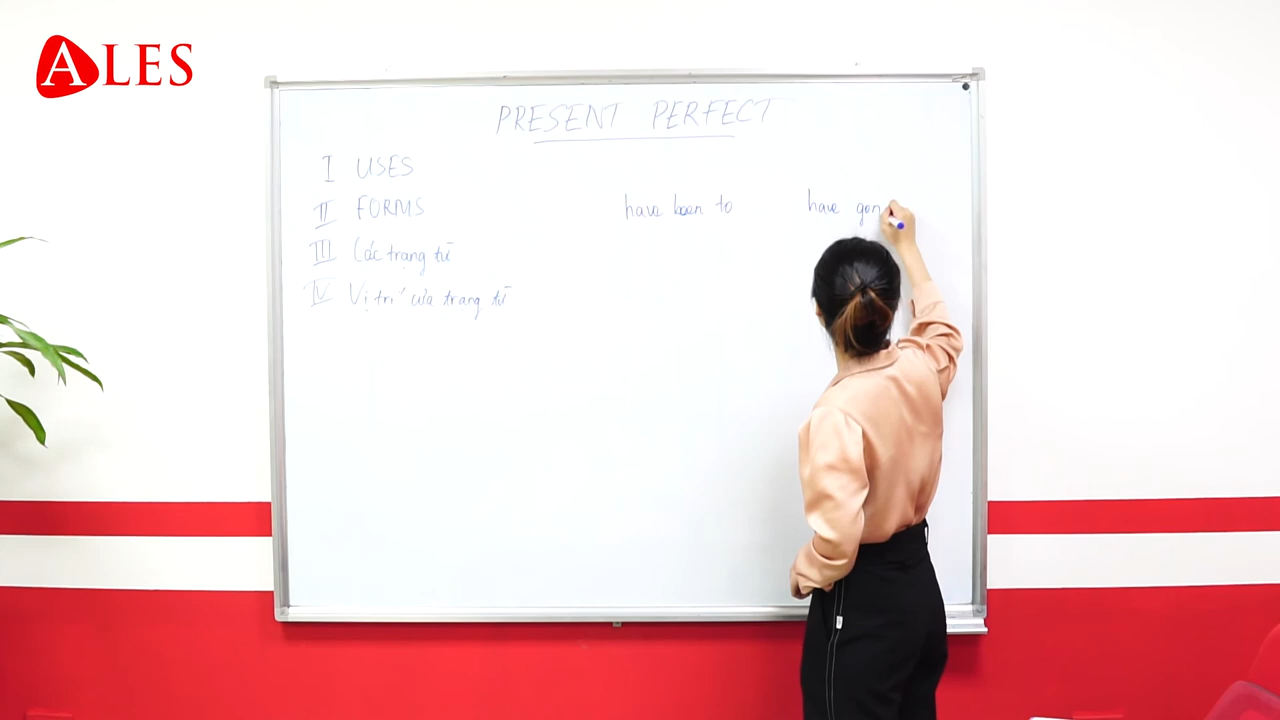 ALES
PRESENT PERFECT
I USES
II FORMS
have been to have gon
III Các trạng từ
IV Vị trí của trạng từ